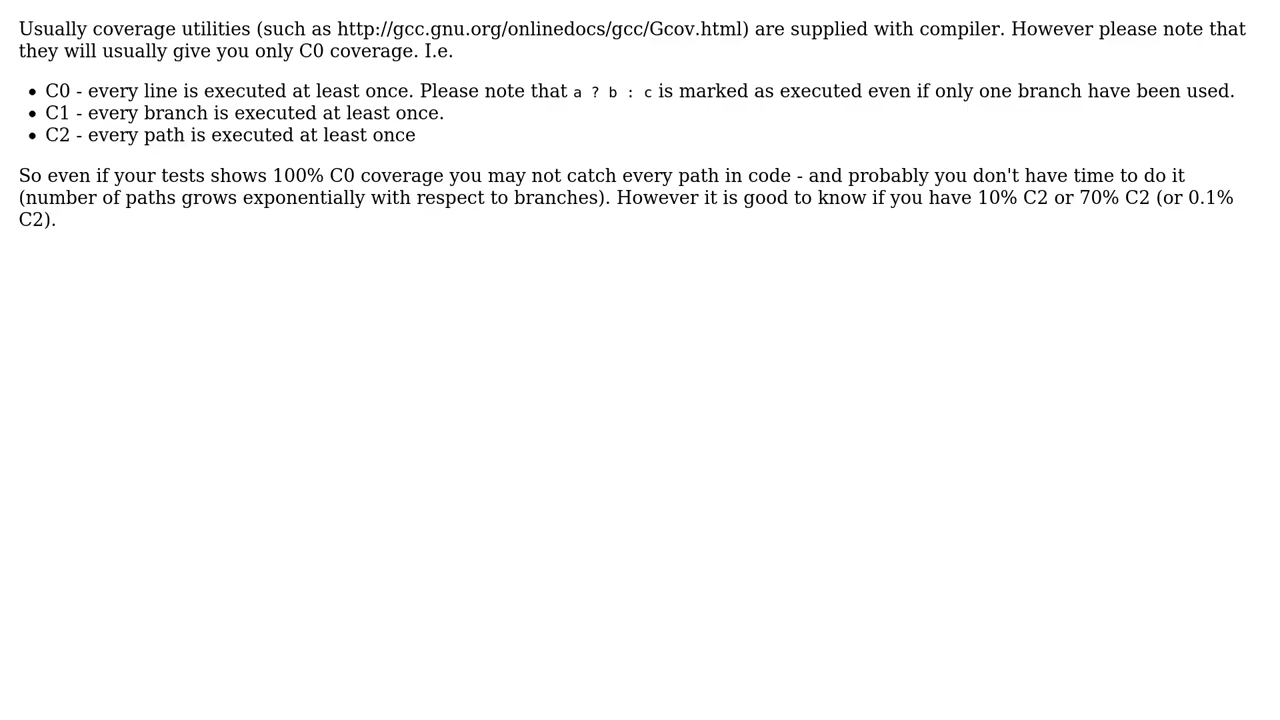 Usually coverage utilities (such as http://gcc.gnu.org/onlinedocs/gcc/Gcov.html) are supplied with compiler. However please note that
they will usually give you only C0 coverage. I.e.
• C0 - every line is executed at least once. Please note that a ? b : c is marked as executed even if only one branch have been used.
• C1 - every branch is executed at least once.
• C2 - every path is executed at least once
So even if your tests shows 100% C0 coverage you may not catch every path in code - and probably you don't have time to do it
(number of paths grows exponentially with respect to branches). However it is good to know if you have 10% C2 or 70% C2 (or 0.1%
C2).